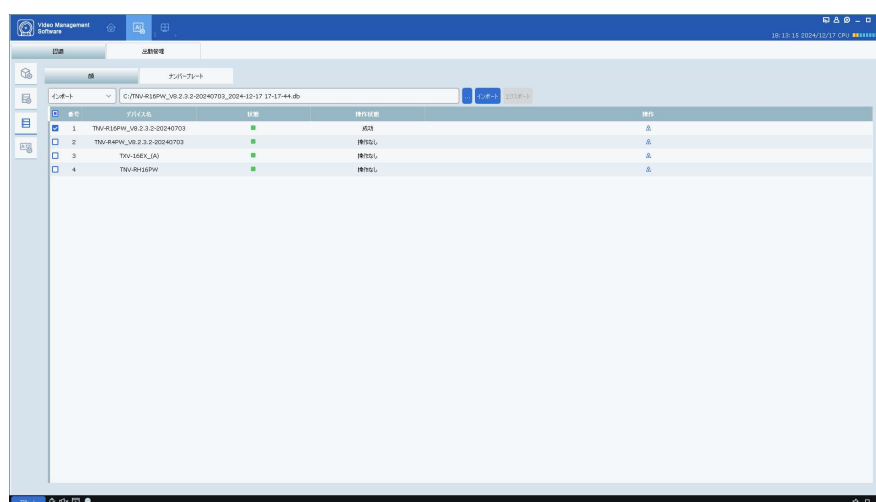 Video Management
Software
AI
18:13:15 2024/12/17 CPU
認識
出勤管理
顔
ナンバープレート
インポート
C:/TNV-R16PW_V8.2.3.2-20240703_2024-12-17 17-17-44.db
...
インポート
エクスポート
番号 デバイス名 状態 操作状態 操作
1 TNV-R16PW_V8.2.3.2-20240703 成功
2 TNV-R4PW_V8.2.3.2-20240703 操作なし
3 TXV-16EX_(A) 操作なし
4 TNV-RH16PW 操作なし